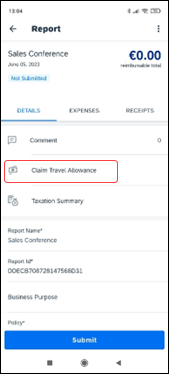 13:04
Report
Sales Conference
€0.00
June 05, 2023
reimbursable total
Not Submitted
DETAILS
EXPENSES
RECEIPTS
Comment
0
Claim Travel Allowance
Taxation Summary
Report Name*
Sales Conference
Report Id*
Business Purpose
Policy*
Submit